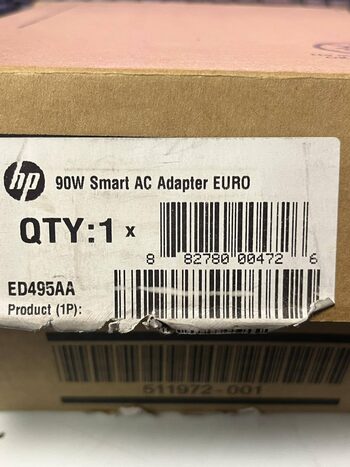 hp 90W Smart AC Adapter EURO
QTY:1 x
8 82780 00472 6
ED495AA
Product (1P):
511972-001